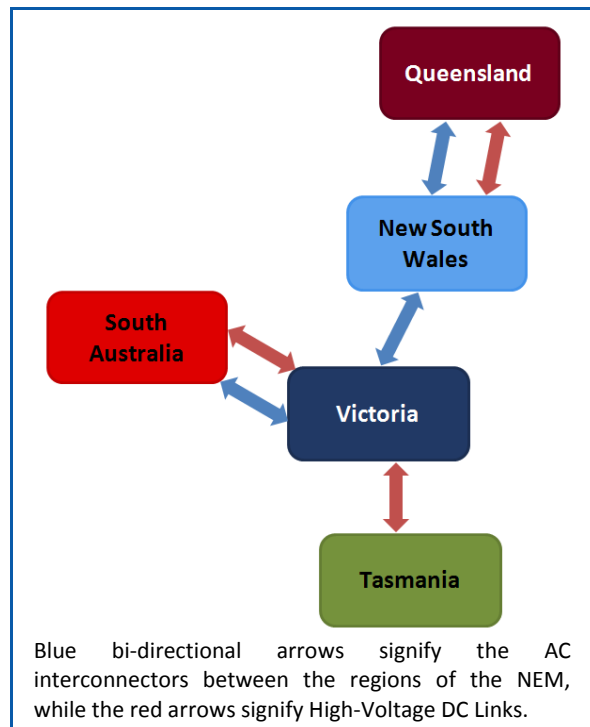 Queensland
New South
Wales
South
Australia
Victoria
Tasmania
Blue bi-directional arrows signify the AC
interconnectors between the regions of the NEM,
while the red arrows signify High-Voltage DC Links.